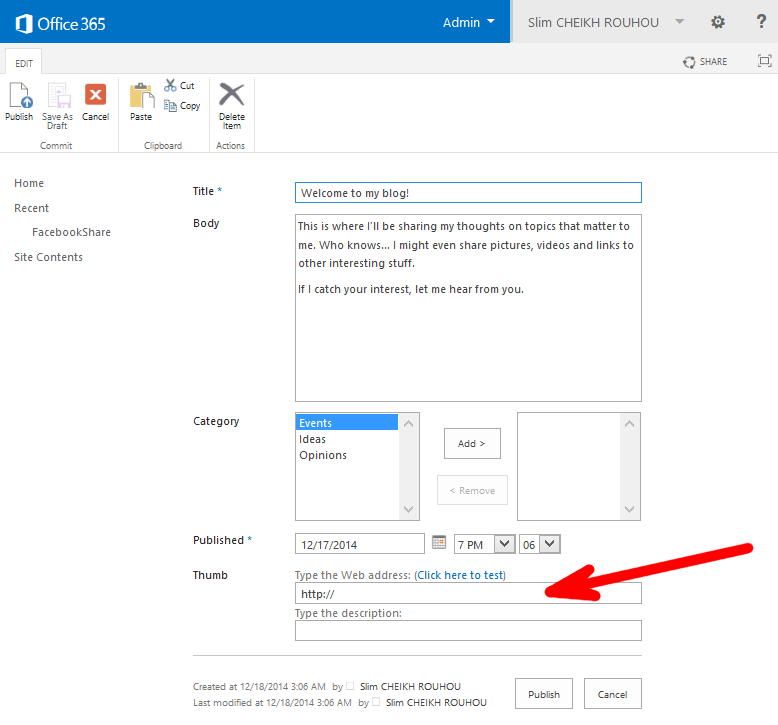 Office 365
Admin
Slim CHEIKH ROUHOU
?
EDIT
SHARE
Publish
Save As
Draft
Cancel
Paste
Cut
Copy
Delete
Item
Commit
Clipboard
Actions
Home
Recent
FacebookShare
Site Contents
Title *
Welcome to my blog!
Body
This is where I'll be sharing my thoughts on topics that matter to
me. Who knows... I might even share pictures, videos and links to
other interesting stuff.
If I catch your interest, let me hear from you.
Category
Events
Ideas
Opinions
Add >
< Remove
Published *
12/17/2014
7 PM
06
Thumb
Type the Web address: (Click here to test)
http://
Type the description:
Created at 12/18/2014 3:06 AM by Slim CHEIKH ROUHOU
Last modified at 12/18/2014 3:06 AM by Slim CHEIKH ROUHOU
Publish
Cancel